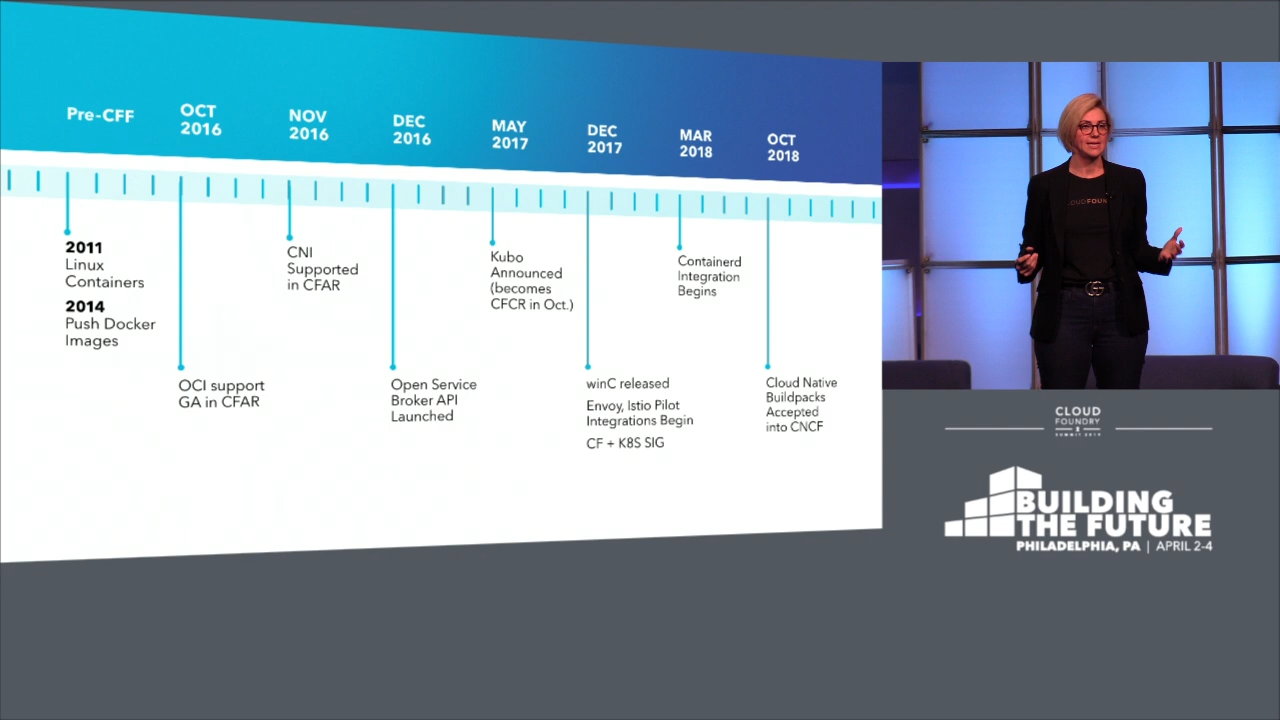 Pre-CFF
OCT
2016
NOV
2016
DEC
2016
MAY
2017
DEC
2017
MAR
2018
OCT
2018
2011
Linux
Containers
2014
Push Docker
Images
OCI support
GA in CFAR
CNI
Supported
in CFAR
Open Service
Broker API
Launched
Kubo
Announced
(becomes
CFCR in Oct.)
winC released
Envoy, Istio Pilot
Integrations Begin
CF + K8S SIG
Containerd
Integration
Begins
Cloud Native
Buildpacks
Accepted
into CNCF
CLOUD
FOUNDRY
SUMMIT 2019
BUILDING
THE FUTURE
PHILADELPHIA, PA | APRIL 2-4